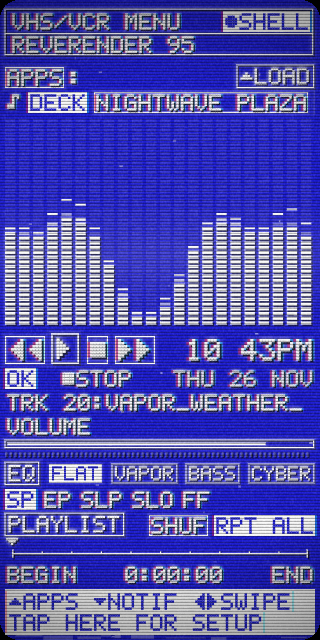 VHS/VCR MENU ●SHELL
REVERENDER 95
APPS: ▲LOAD
♪ DECK NIGHTWAVE PLAZA
10 43PM
OK ■STOP THU 26 NOV
TRK 20:VAPOR_WEATHER_
VOLUME
EQ FLAT VAPOR BASS CYBER
SP EP SLP SLO FF
PLAYLIST SHUF RPT ALL
BEGIN 0:00:00 END
▲APPS ▼NOTIF ◀▶SWIPE
TAP HERE FOR SETUP